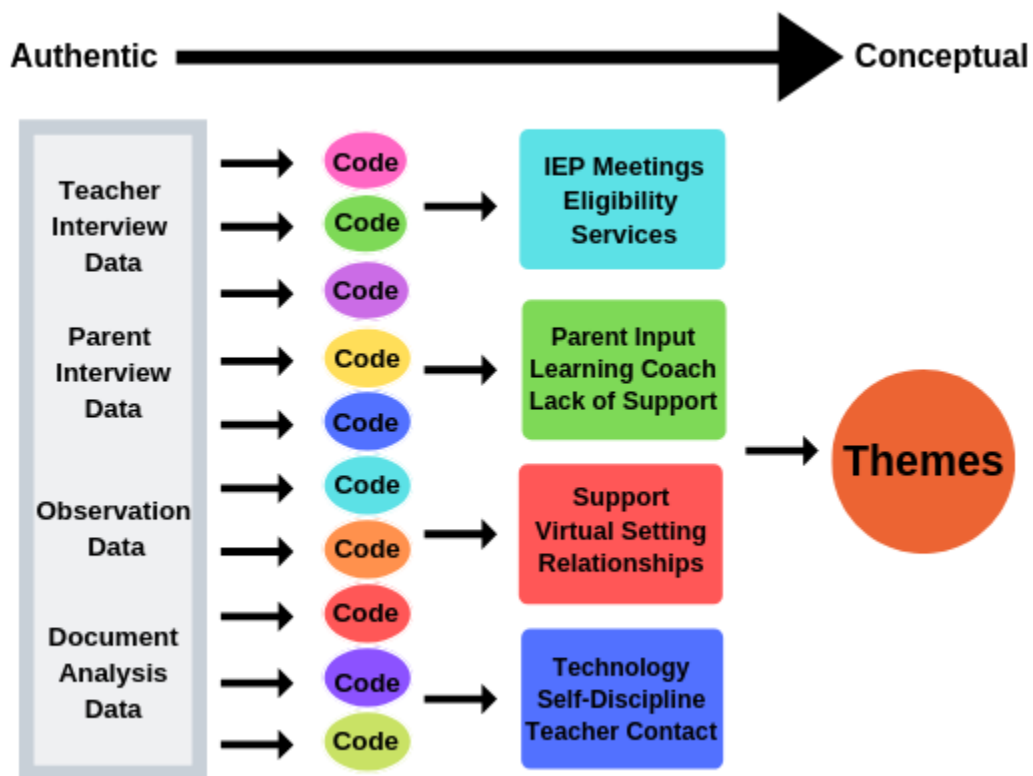 Authentic
Conceptual
Teacher
Interview
Data
Parent
Interview
Data
Observation
Data
Document
Analysis
Data
Code
Code
Code
Code
Code
Code
Code
Code
Code
Code
IEP Meetings
Eligibility
Services
Parent Input
Learning Coach
Lack of Support
Support
Virtual Setting
Relationships
Technology
Self-Discipline
Teacher Contact
Themes